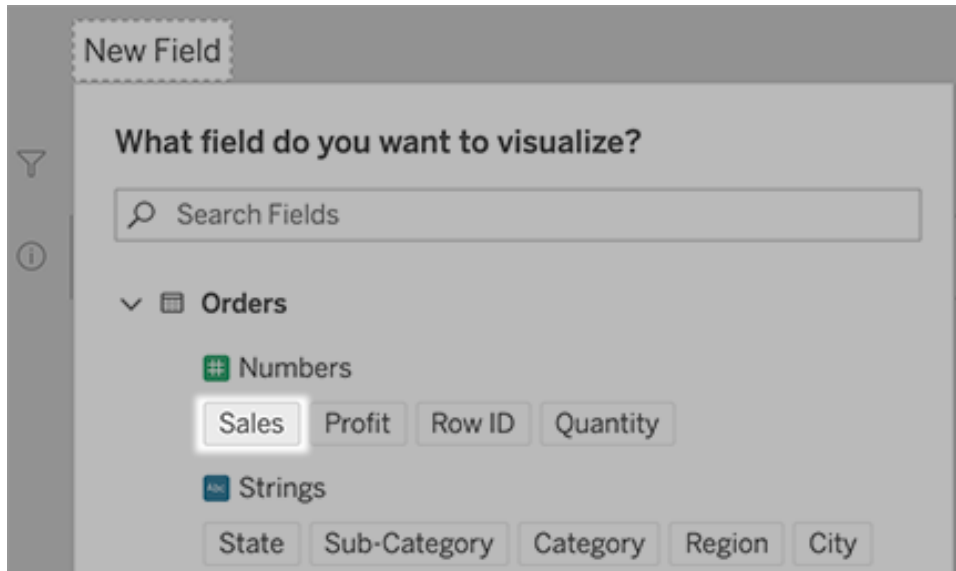 New Field
What field do you want to visualize?
Search Fields
Orders
# Numbers
Sales Profit Row ID Quantity
Abc Strings
State Sub-Category Category Region City